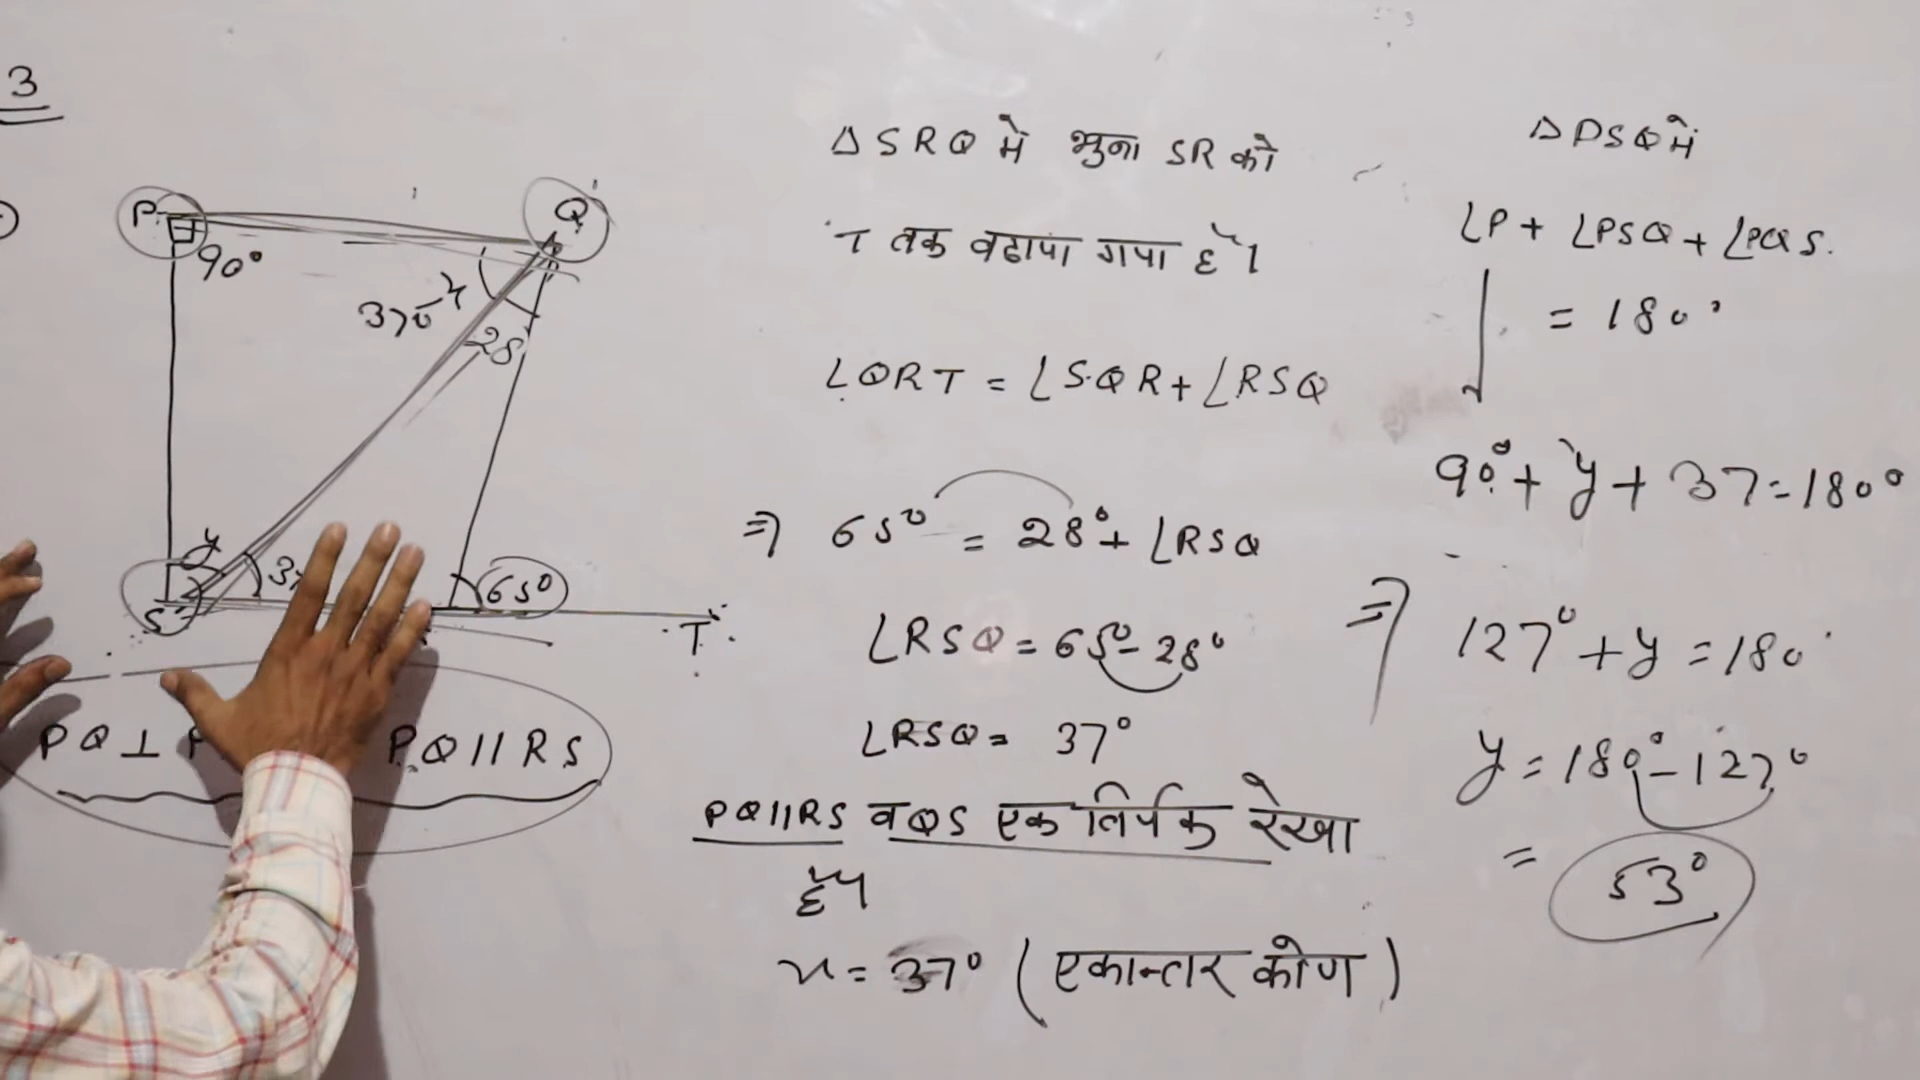 3
P
Q
90°
37°
x
28
y
37
65°
S
T
PQ ⊥ P
PQ || RS
Δ SRQ में भुजा SR को
T तक बढाया गया है।
∠QRT = ∠SQR + ∠RSQ
⇒ 65° = 28° + ∠RSQ
∠RSQ = 65° - 28°
∠RSQ = 37°
PQ || RS व QS एक तिर्यक रेखा
है।
x = 37° (एकान्तर कोण)
Δ PSQ में
∠P + ∠PSQ + ∠PQS.
= 180°
90° + y + 37 = 180°
⇒ 127° + y = 180
y = 180° - 127°
= 53°